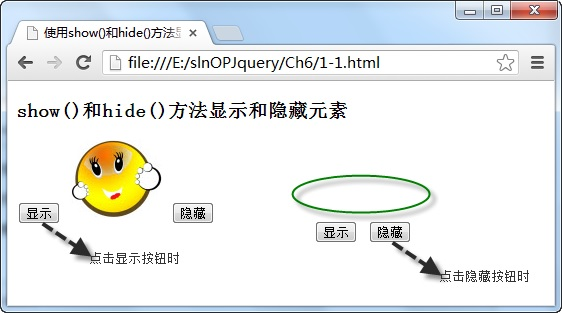 使用show()和hide()方法显
file:///E:/slnOPJquery/Ch6/1-1.html
show()和hide()方法显示和隐藏元素
显示
隐藏
显示
隐藏
点击显示按钮时
点击隐藏按钮时